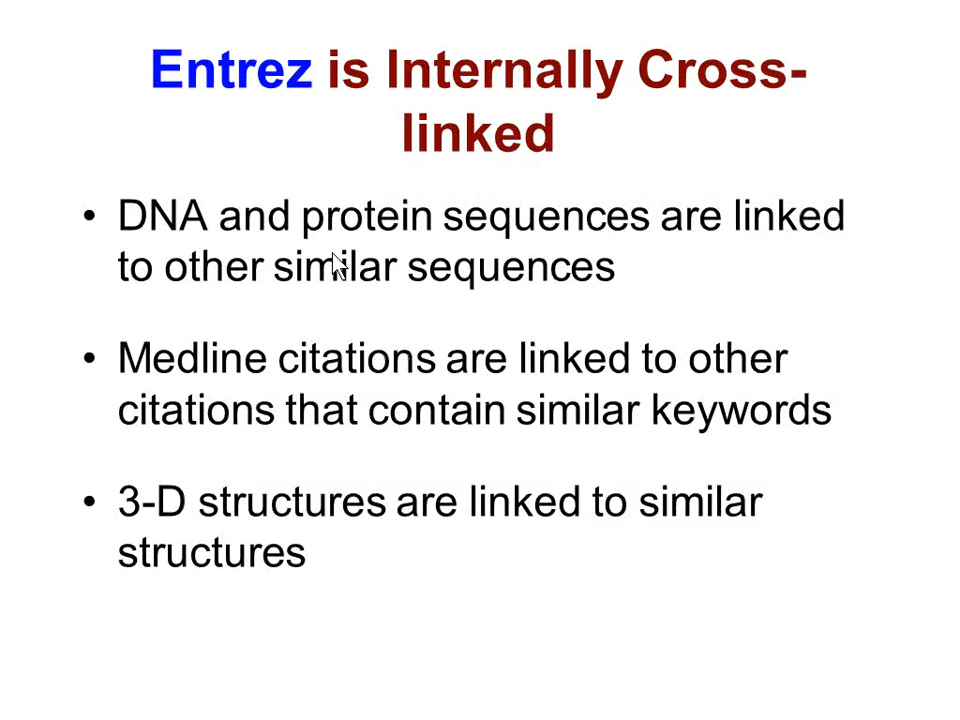 Entrez is Internally Cross-
linked
• DNA and protein sequences are linked
to other similar sequences
• Medline citations are linked to other
citations that contain similar keywords
• 3-D structures are linked to similar
structures